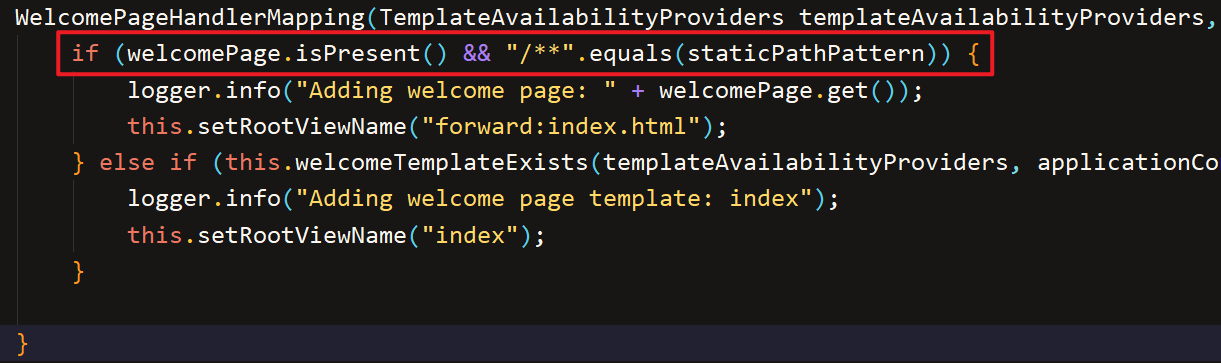 WelcomePageHandlerMapping(TemplateAvailabilityProviders templateAvailabilityProviders,
if (welcomePage.isPresent() && "/**".equals(staticPathPattern)) {
logger.info("Adding welcome page: " + welcomePage.get());
this.setRootViewName("forward:index.html");
} else if (this.welcomeTemplateExists(templateAvailabilityProviders, applicationCo
logger.info("Adding welcome page template: index");
this.setRootViewName("index");
}
}